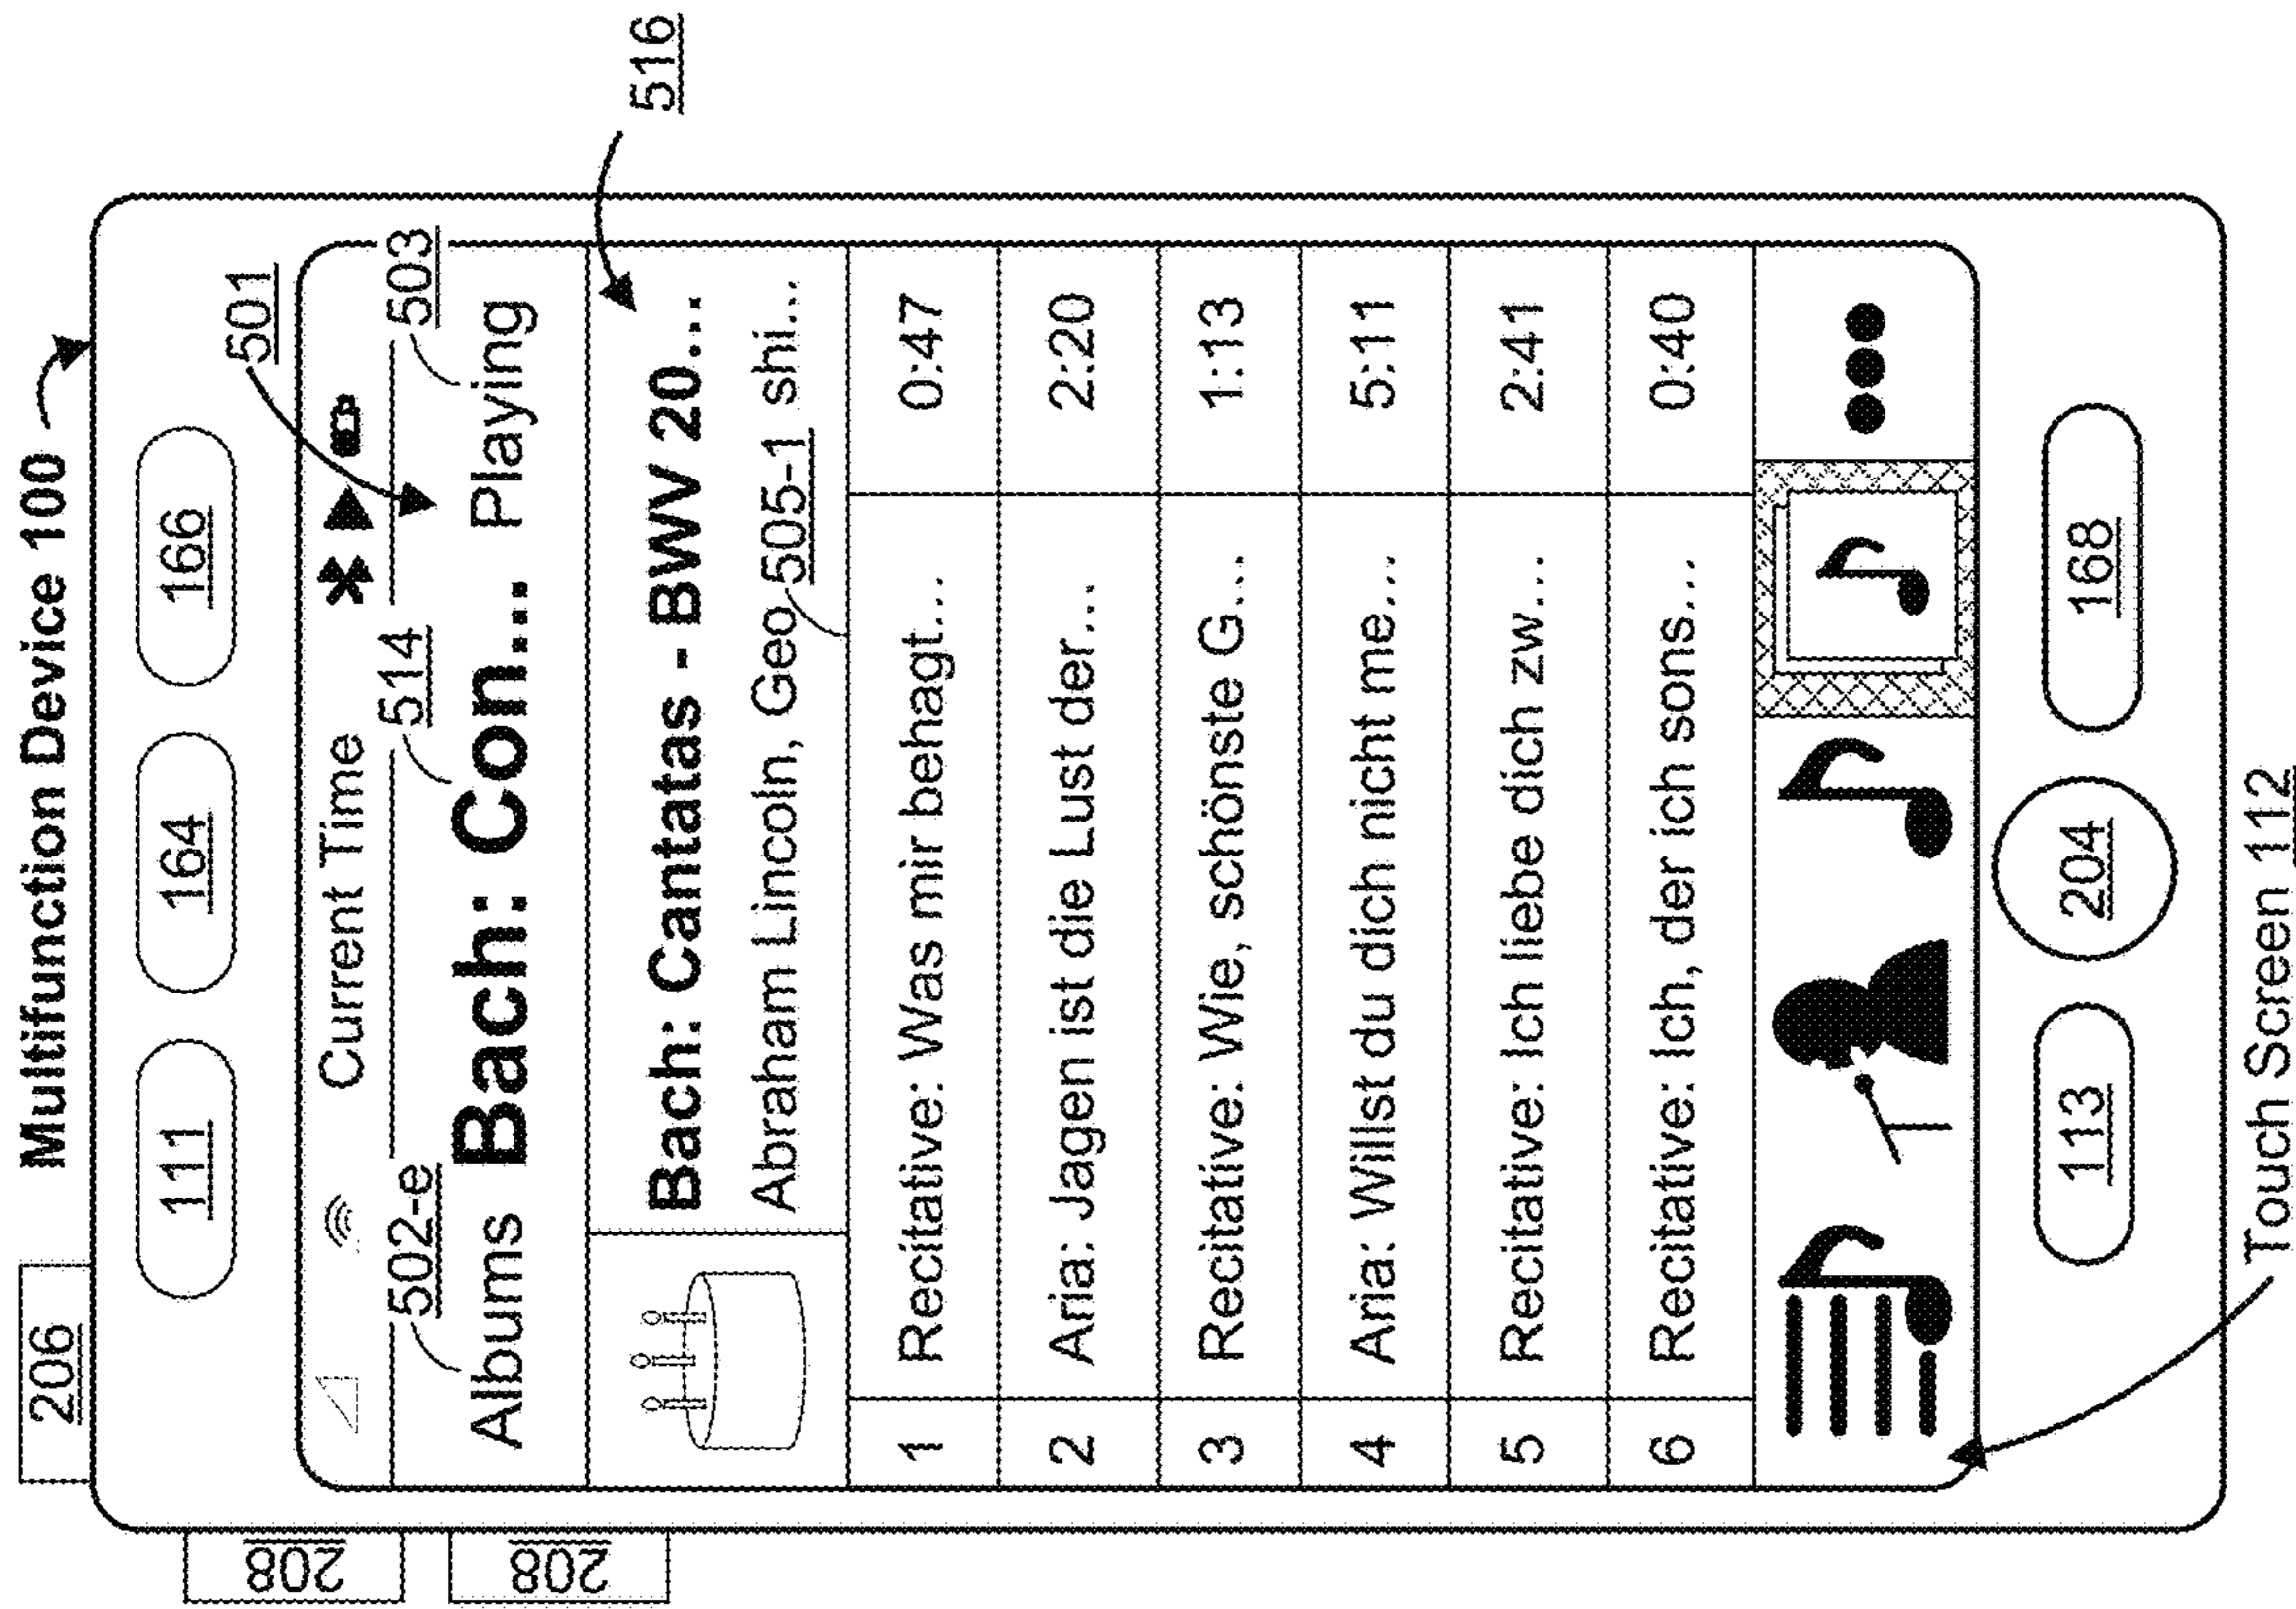 206
Multifunction Device 100
111 164 166
501
Current Time
502-e 514 503
Albums Bach: Con... Playing
516
Bach: Cantatas - BWV 20...
Abraham Lincoln, Geo shi...
505-1
1 Recitative: Was mir behagt... 0:47
2 Aria: Jagen ist die Lust der... 2:20
3 Recitative: Wie, schönste G... 1:13
4 Aria: Willst du dich nicht me... 5:11
5 Recitative: Ich liebe dich zw... 2:41
6 Recitative: Ich, der ich sons... 0:40
113 204 168
208
208
Touch Screen 112